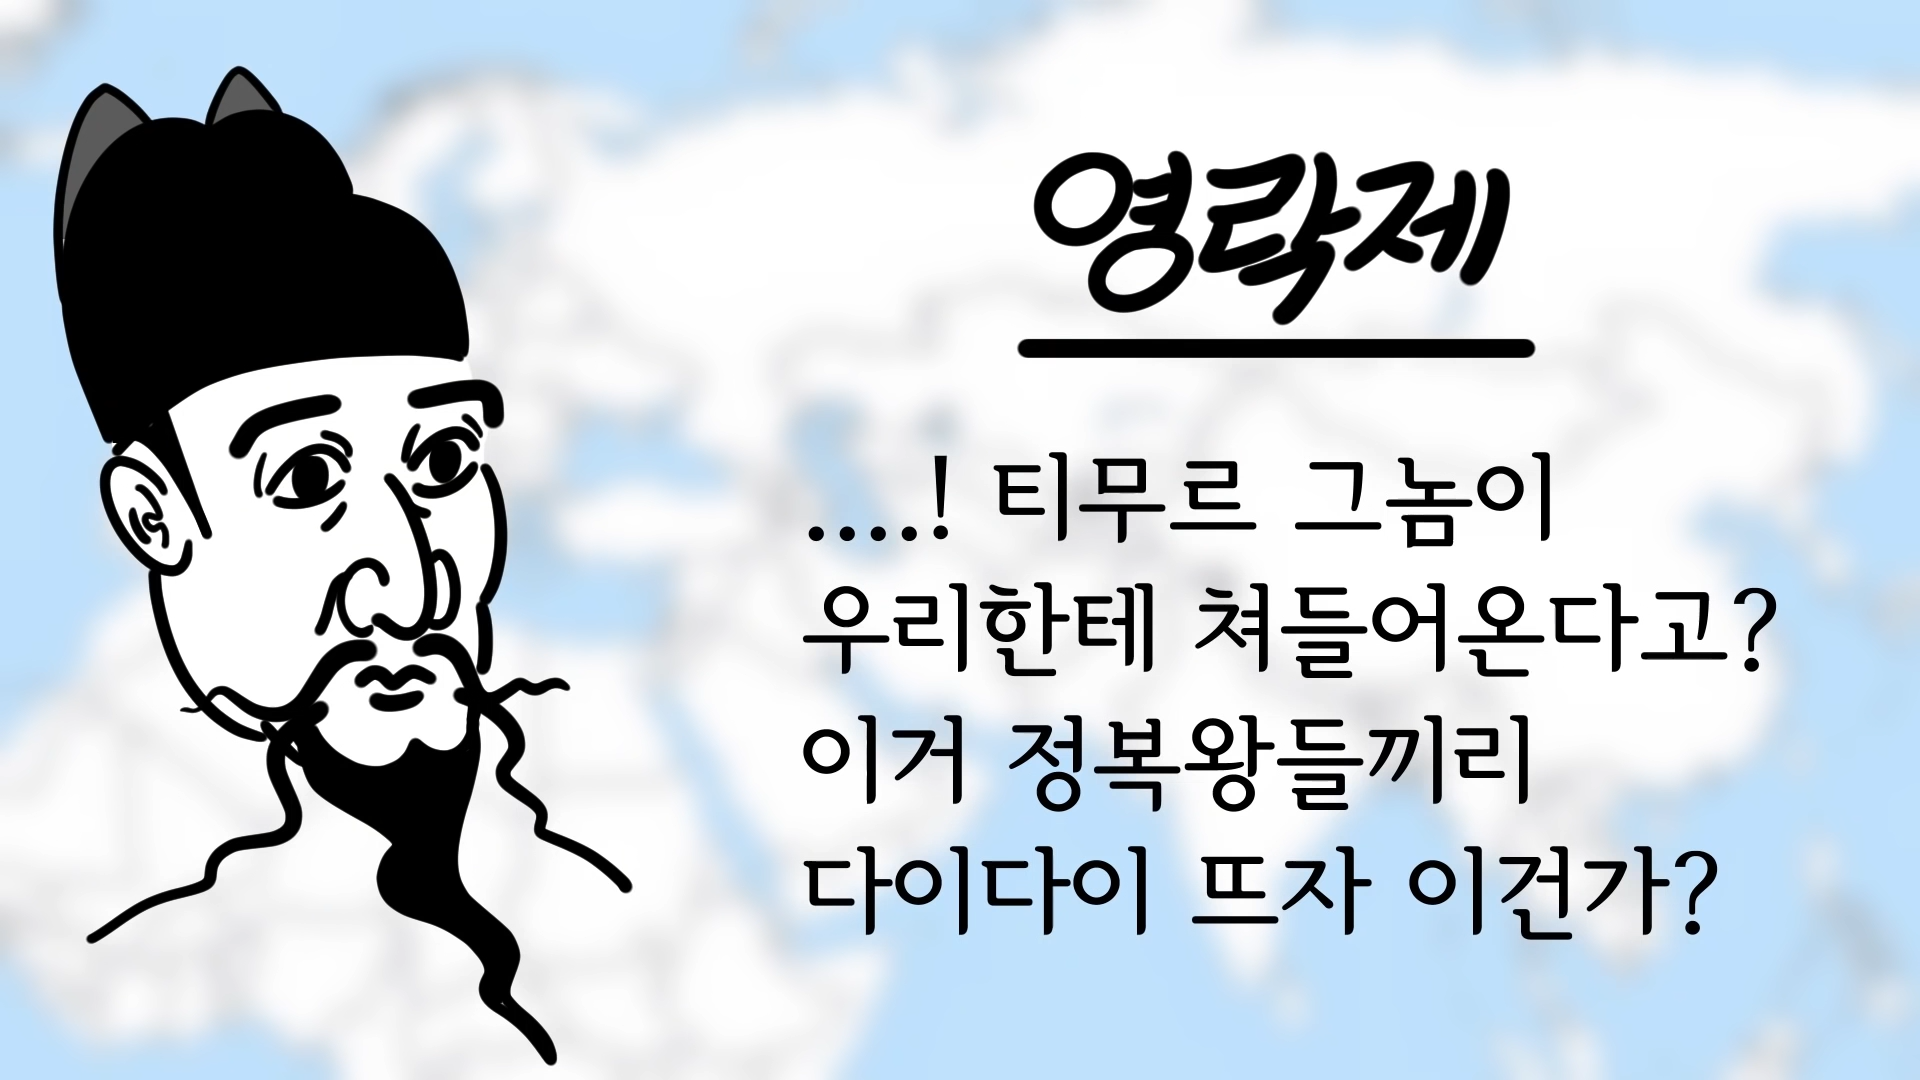 영락제
....! 티무르 그놈이
우리한테 쳐들어온다고?
이거 정복왕들끼리
다이다이 뜨자 이건가?